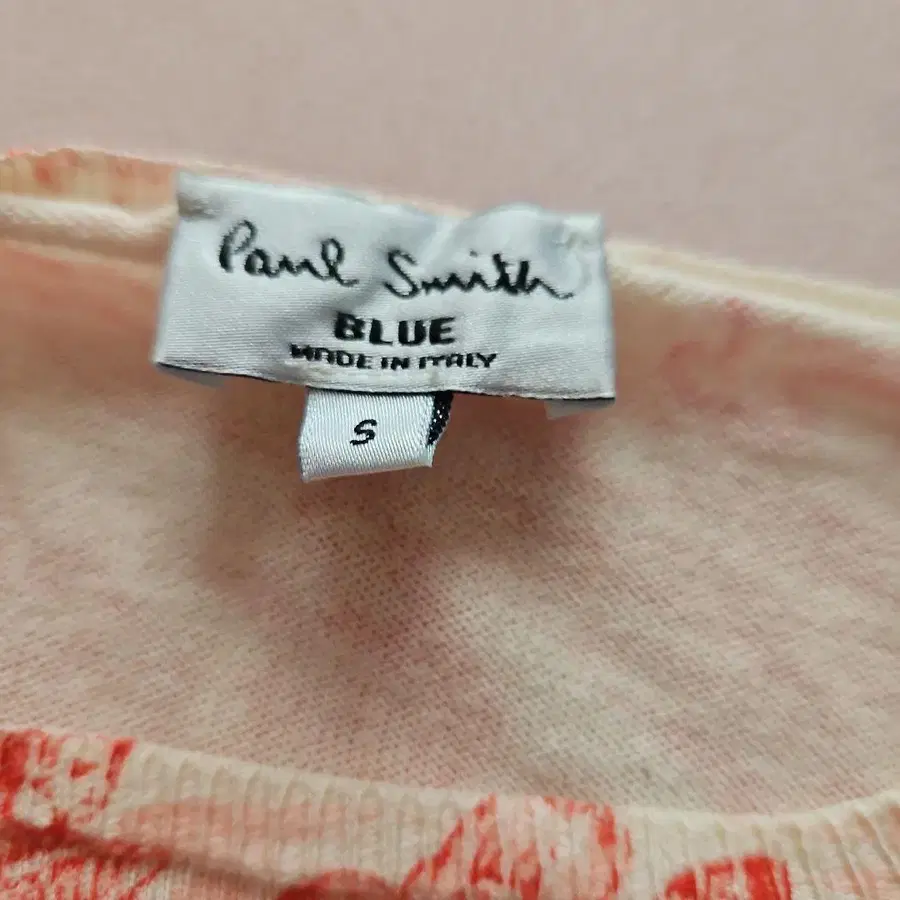 Paul Smith
BLUE
MADE IN ITALY
S